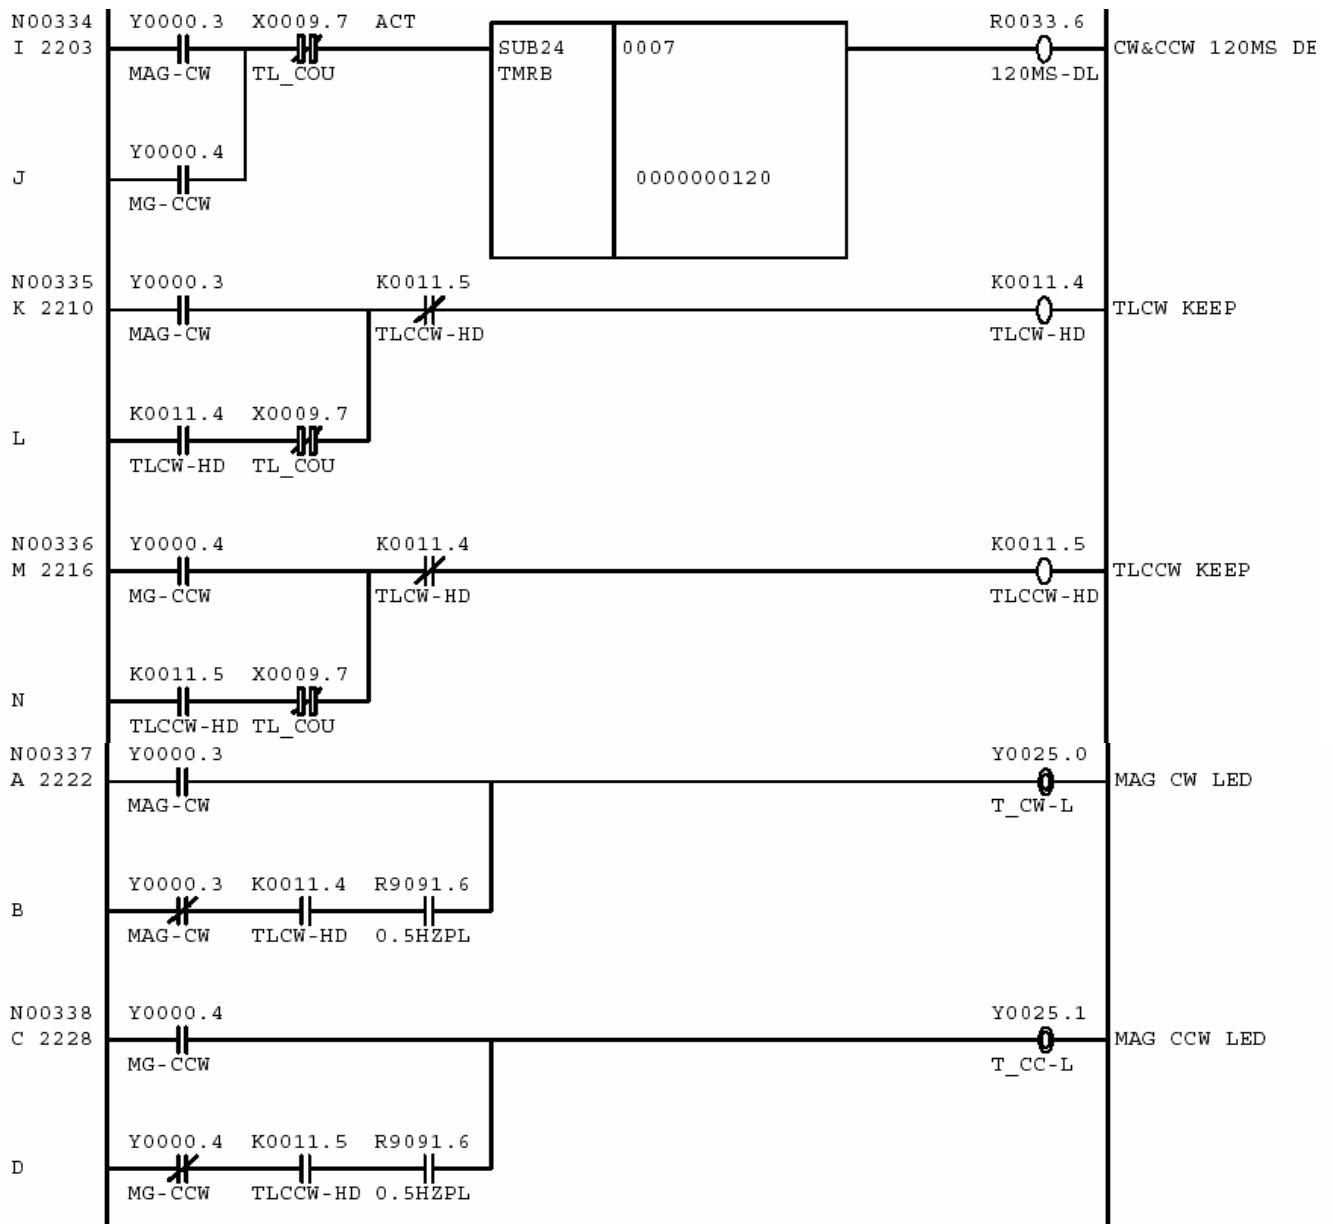 N00334 Y0000.3 X0009.7 ACT R0033.6
I 2203 SUB24 0007 CW&CCW 120MS DE
MAG-CW TL_COU TMRB 120MS-DL
Y0000.4
J 0000000120
MG-CCW
N00335 Y0000.3 K0011.5 K0011.4
K 2210 TLCW KEEP
MAG-CW TLCCW-HD TLCW-HD
K0011.4 X0009.7
L
TLCW-HD TL_COU
N00336 Y0000.4 K0011.4 K0011.5
M 2216 TLCCW KEEP
MG-CCW TLCW-HD TLCCW-HD
K0011.5 X0009.7
N
TLCCW-HD TL_COU
N00337 Y0000.3 Y0025.0
A 2222 MAG CW LED
MAG-CW T_CW-L
Y0000.3 K0011.4 R9091.6
B
MAG-CW TLCW-HD 0.5HZPL
N00338 Y0000.4 Y0025.1
C 2228 MAG CCW LED
MG-CCW T_CC-L
Y0000.4 K0011.5 R9091.6
D
MG-CCW TLCCW-HD 0.5HZPL